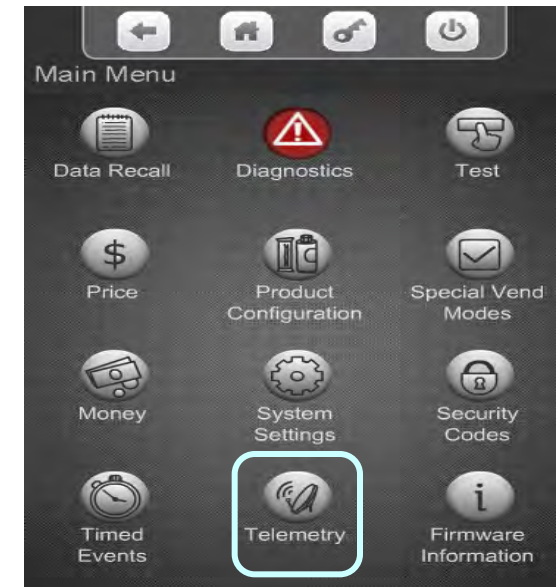 Main Menu
Data Recall
Diagnostics
Test
$
Price
Product
Configuration
Special Vend
Modes
Money
System
Settings
Security
Codes
Timed
Events
Telemetry
i
Firmware
Information